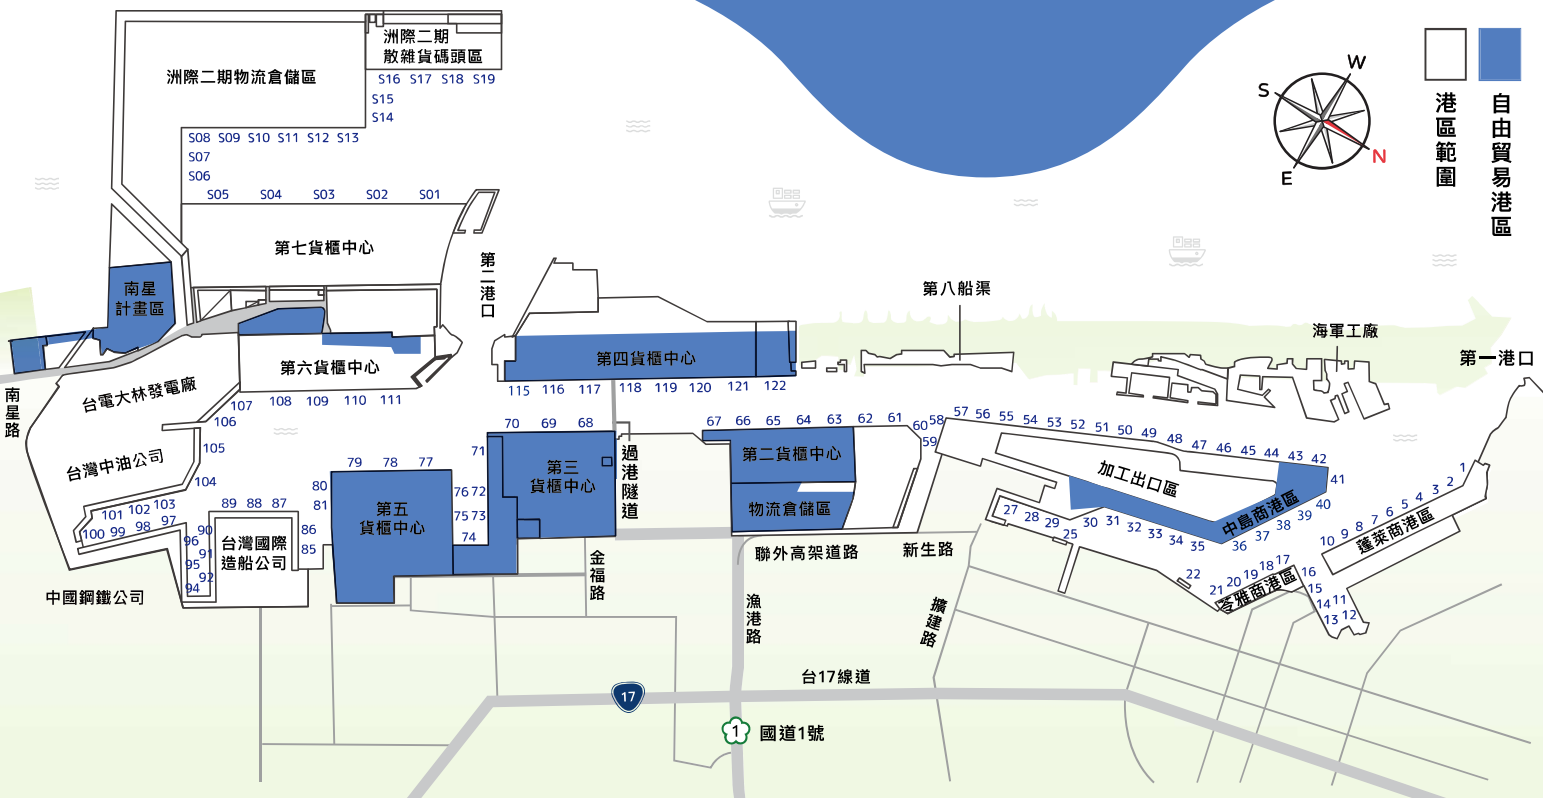 洲際二期
散雜貨碼頭區
洲際二期物流倉儲區
S16 S17 S18 S19
S15
S14
S08 S09 S10 S11 S12 S13
S07
S06
S05 S04 S03 S02 S01
第七貨櫃中心
第二港口
南星
計畫區
第六貨櫃中心
107 108 109 110 111
106
105
104
南星路
台電大林發電廠
台灣中油公司
101 102 103
100 99 98 97
96
95
94
90
91
92
89 88 87
86
85
台灣國際
造船公司
中國鋼鐵公司
80
81
79 78 77
第五
貨櫃中心
76 72
75 73
74
71
70 69 68
第三
貨櫃中心
過港隧道
金福路
第四貨櫃中心
115 116 117 118 119 120 121 122
67 66 65 64 63 62 61 60
58
59
第二貨櫃中心
物流倉儲區
聯外高架道路
新生路
漁港路
擴建路
台17線道
17
1
國道1號
第八船渠
海軍工廠
第一港口
57 56 55 54 53 52 51 50 49 48 47 46 45 44 43 42
41
40
39
38
37
36
35
34
33
32
31
30
加工出口區
中島商港區
27 28 29
25
22
21 20 19 18 17
16
15
14 11
13 12
苓雅商港區
蓬萊商港區
10 9 8 7 6 5 4 3 2 1
W
S
N
E
港區範圍
自由貿易港區